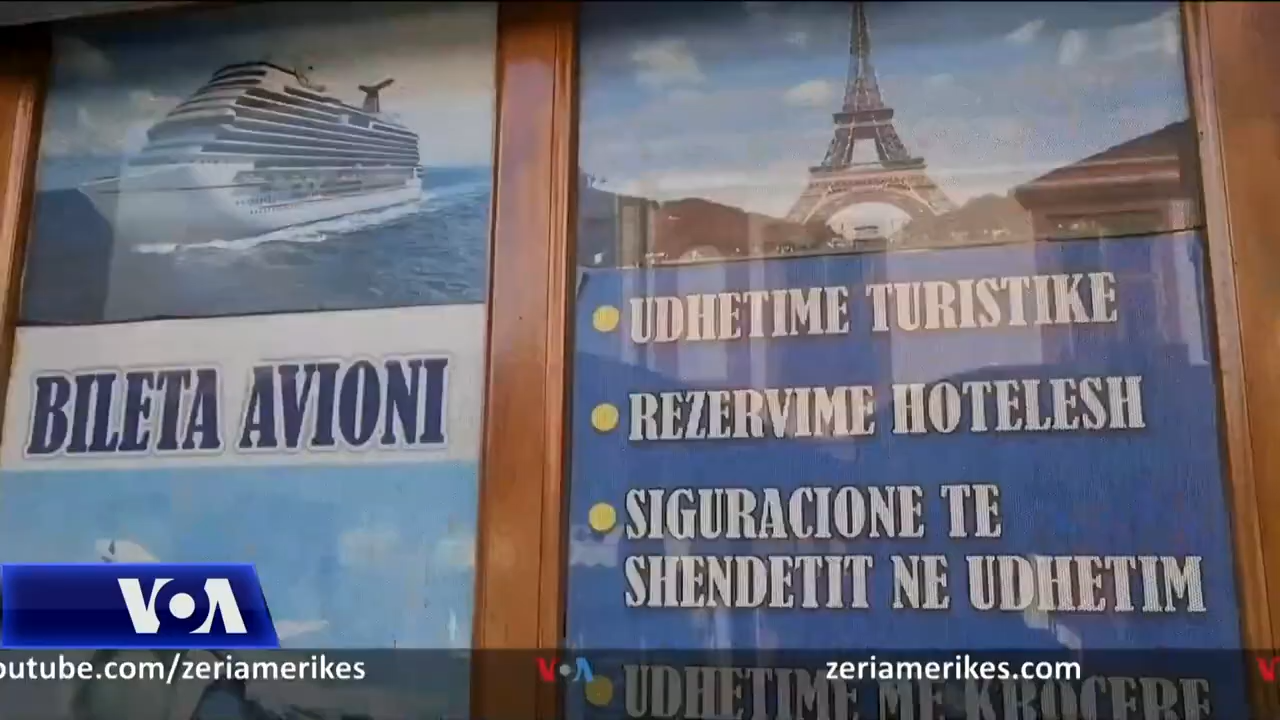 BILETA AVIONI
UDHETIME TURISTIKE
REZERVIME HOTELESH
SIGURACIONE TE
SHENDETIT NE UDHETIM
UDHETIME ME KROCERE
VOA
outube.com/zeriamerikes
VOA
zeriamerikes.com